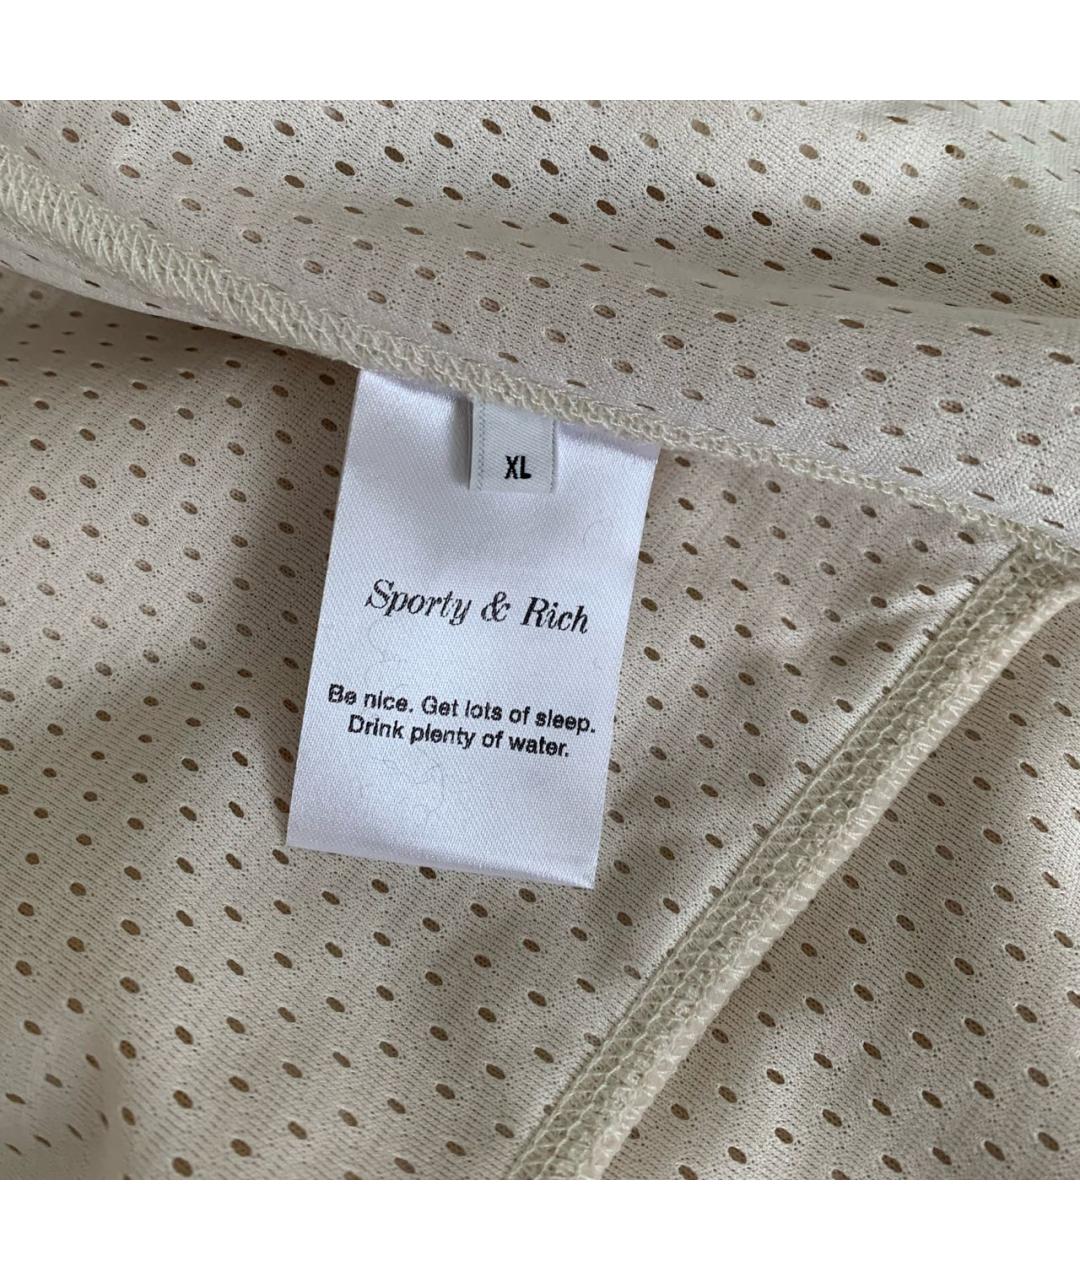 XL
Sporty & Rich
Be nice. Get lots of sleep.
Drink plenty of water.